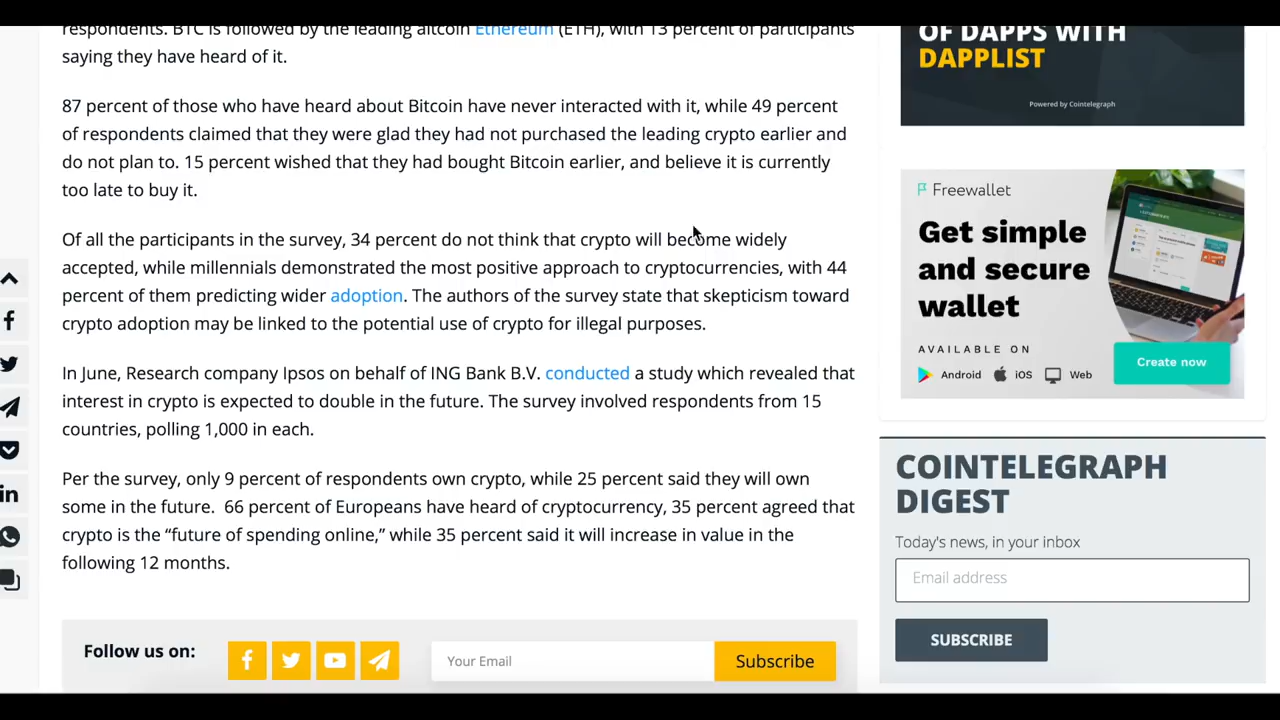 respondents. BTC is followed by the leading altcoin Ethereum (ETH), with 13 percent of participants
saying they have heard of it.
87 percent of those who have heard about Bitcoin have never interacted with it, while 49 percent
of respondents claimed that they were glad they had not purchased the leading crypto earlier and
do not plan to. 15 percent wished that they had bought Bitcoin earlier, and believe it is currently
too late to buy it.
Of all the participants in the survey, 34 percent do not think that crypto will become widely
accepted, while millennials demonstrated the most positive approach to cryptocurrencies, with 44
percent of them predicting wider adoption. The authors of the survey state that skepticism toward
crypto adoption may be linked to the potential use of crypto for illegal purposes.
In June, Research company Ipsos on behalf of ING Bank B.V. conducted a study which revealed that
interest in crypto is expected to double in the future. The survey involved respondents from 15
countries, polling 1,000 in each.
Per the survey, only 9 percent of respondents own crypto, while 25 percent said they will own
some in the future. 66 percent of Europeans have heard of cryptocurrency, 35 percent agreed that
crypto is the “future of spending online,” while 35 percent said it will increase in value in the
following 12 months.
Follow us on:
Your Email
Subscribe
OF DAPPS WITH
DAPPLIST
Powered by Cointelegraph
Freewallet
Get simple
and secure
wallet
AVAILABLE ON
Android iOS Web
Create now
COINTELEGRAPH
DIGEST
Today's news, in your inbox
Email address
SUBSCRIBE